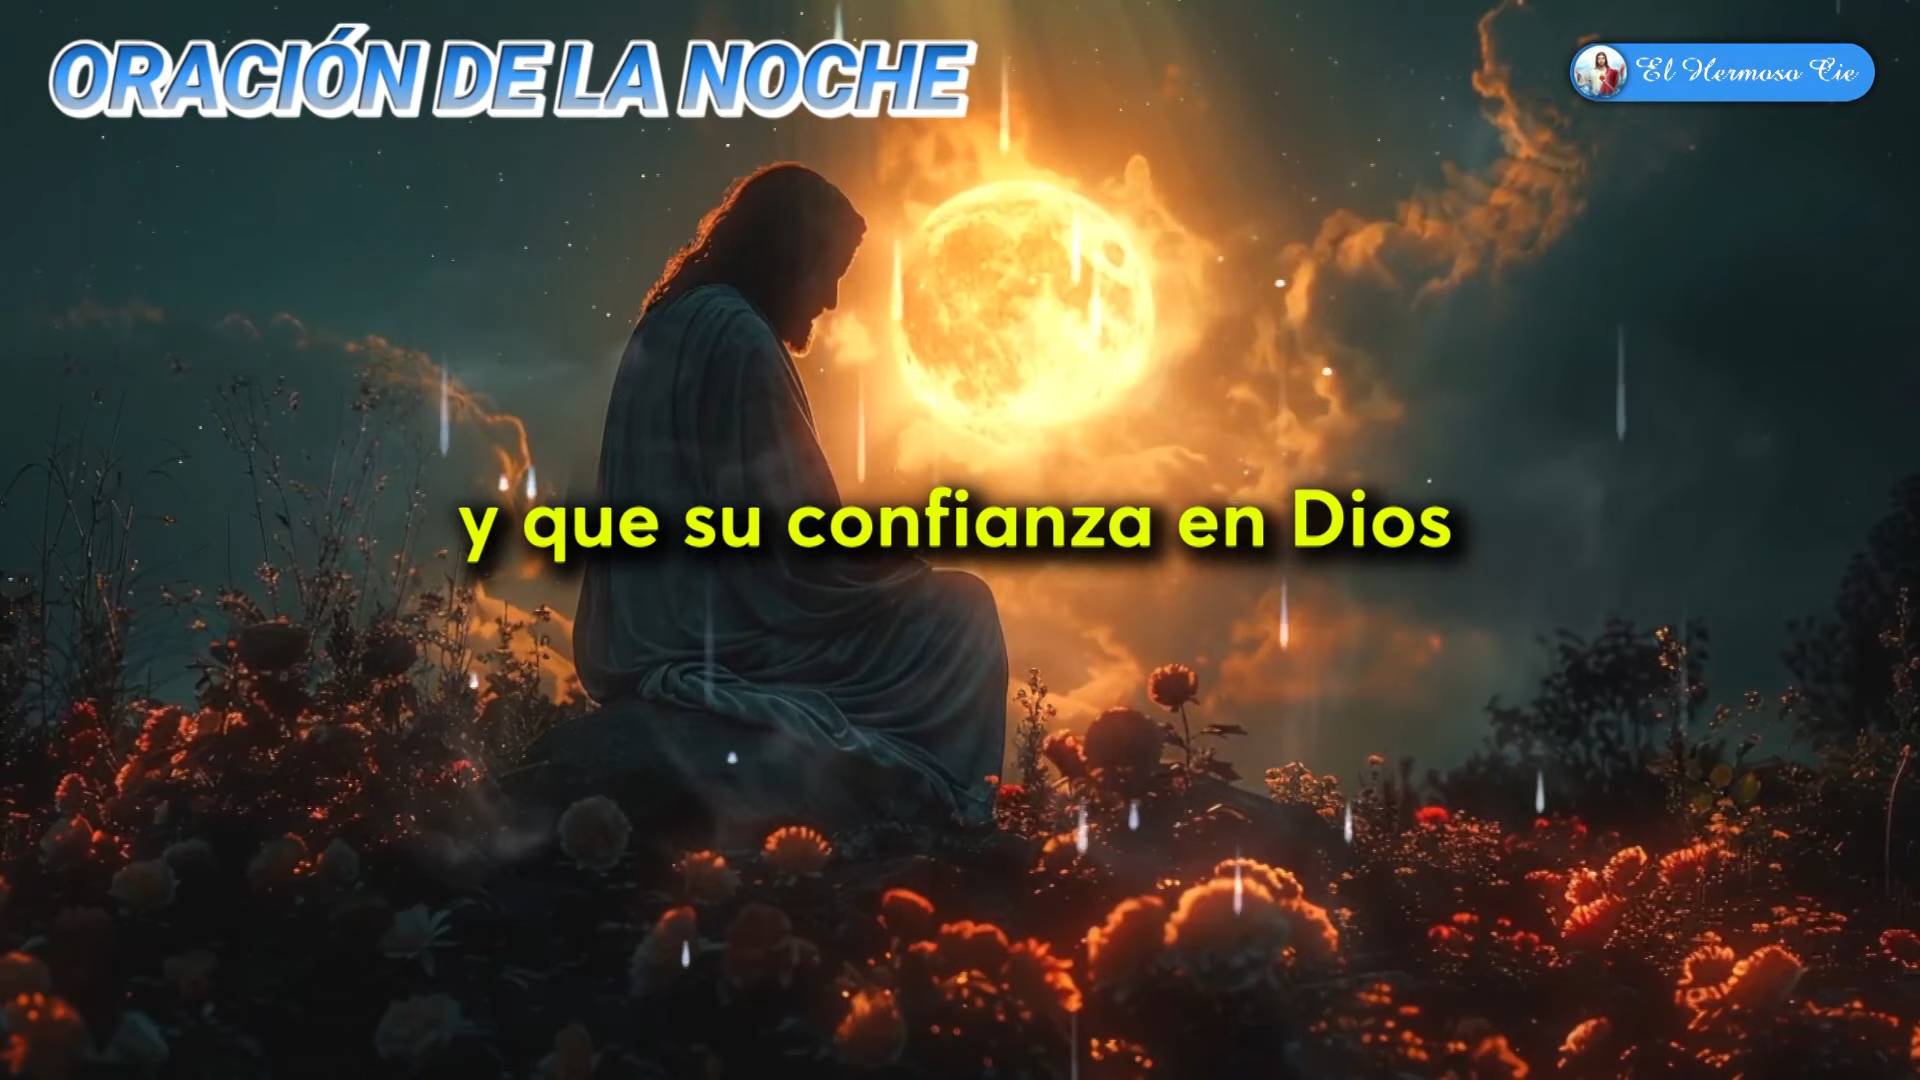 ORACIÓN DE LA NOCHE
El Hermoso Cie
y que su confianza en Dios